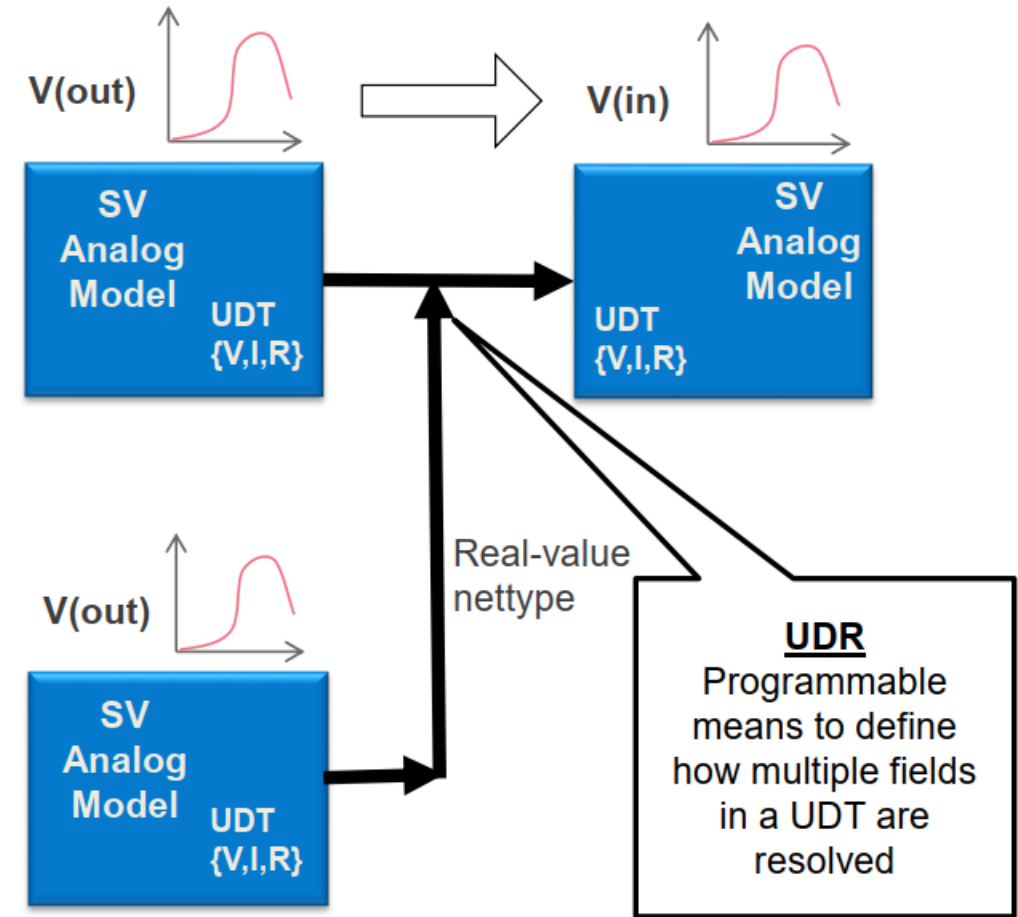 V(out)
V(in)
SV
Analog
Model
UDT
{V,I,R}
SV
Analog
Model
UDT
{V,I,R}
Real-value
nettype
V(out)
SV
Analog
Model
UDT
{V,I,R}
UDR
Programmable
means to define
how multiple fields
in a UDT are
resolved